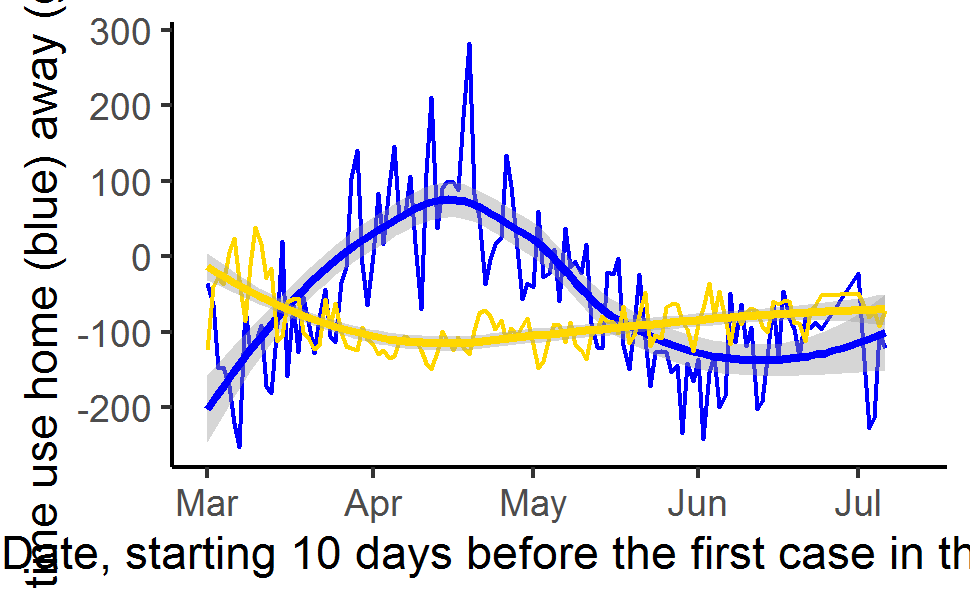 time use home (blue) away (
300
200
100
0
-100
-200
Mar Apr May Jun Jul
Date, starting 10 days before the first case in th